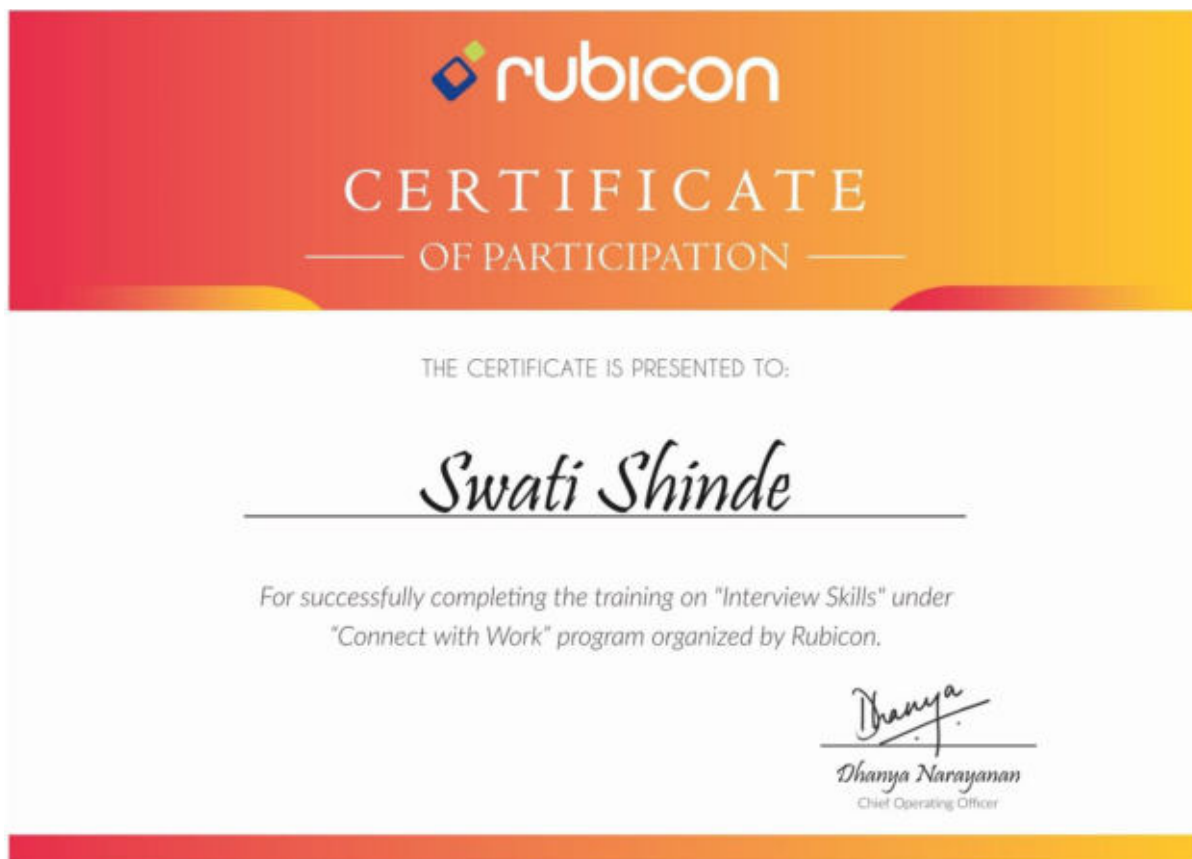 rubicon
CERTIFICATE
OF PARTICIPATION
THE CERTIFICATE IS PRESENTED TO:
Swati Shinde
For successfully completing the training on "Interview Skills" under
"Connect with Work" program organized by Rubicon.
Dhanya
Dhanya Narayanan
Chief Operating Officer